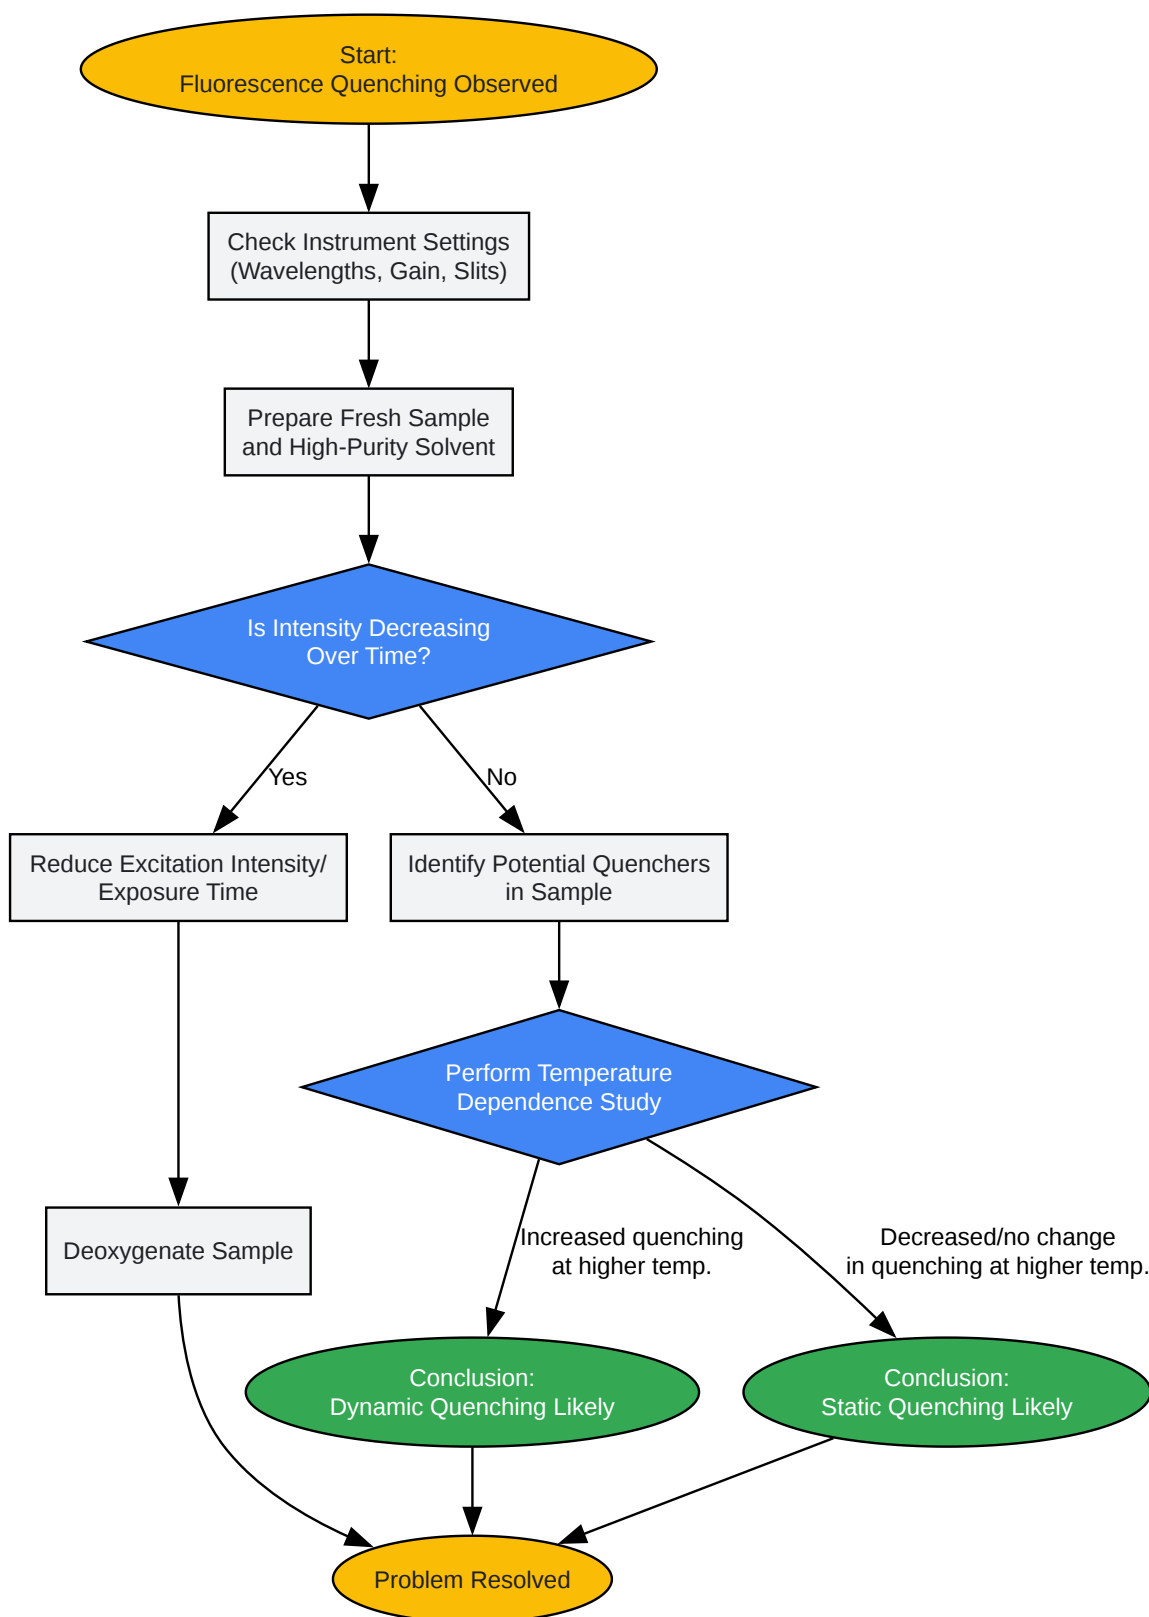 Start:
Fluorescence Quenching Observed
Check Instrument Settings
(Wavelengths, Gain, Slits)
Prepare Fresh Sample
and High-Purity Solvent
Is Intensity Decreasing
Over Time?
Yes
No
Reduce Excitation Intensity/
Exposure Time
Identify Potential Quenchers
in Sample
Perform Temperature
Dependence Study
Increased quenching
at higher temp.
Decreased/no change
in quenching at higher temp.
Deoxygenate Sample
Conclusion:
Dynamic Quenching Likely
Conclusion:
Static Quenching Likely
Problem Resolved